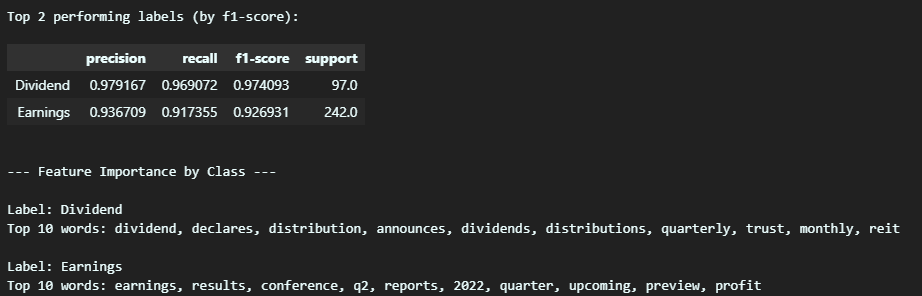 Top 2 performing labels (by f1-score):
precision recall f1-score support
Dividend 0.979167 0.969072 0.974093 97.0
Earnings 0.936709 0.917355 0.926931 242.0
--- Feature Importance by Class ---
Label: Dividend
Top 10 words: dividend, declares, distribution, announces, dividends, distributions, quarterly, trust, monthly, reit
Label: Earnings
Top 10 words: earnings, results, conference, q2, reports, 2022, quarter, upcoming, preview, profit